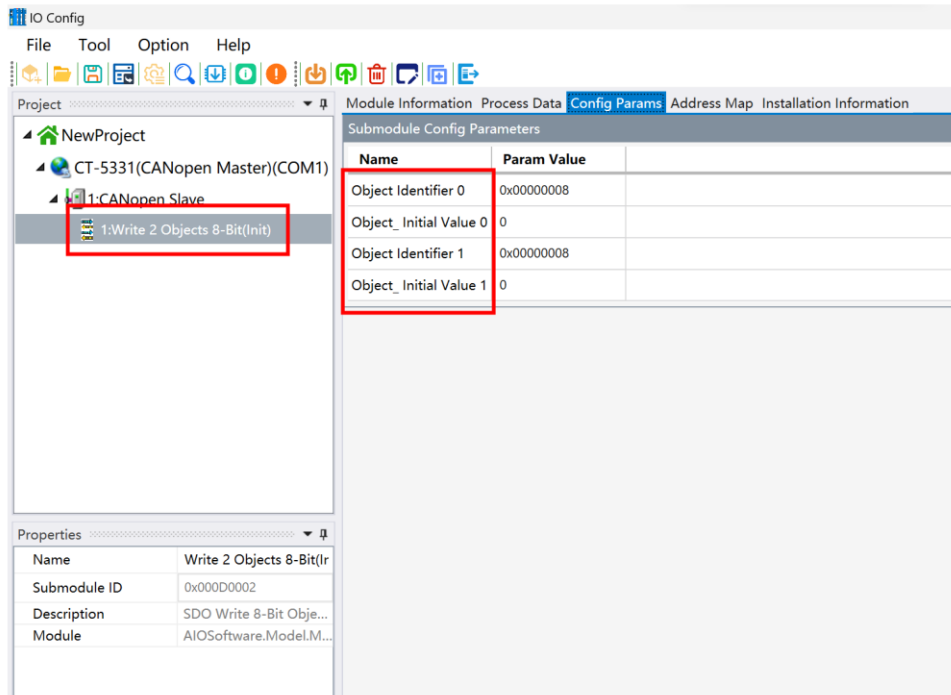 IO Config
File Tool Option Help
Project
NewProject
CT-5331(CANopen Master)(COM1)
1:CANopen Slave
1:Write 2 Objects 8-Bit(Init)
Module Information Process Data Config Params Address Map Installation Information
Submodule Config Parameters
Name Param Value
Object Identifier 0 0x00000008
Object_ Initial Value 0 0
Object Identifier 1 0x00000008
Object_ Initial Value 1 0
Properties
Name Write 2 Objects 8-Bit(Ir
Submodule ID 0x000D0002
Description SDO Write 8-Bit Obje...
Module AIOSoftware.Model.M...